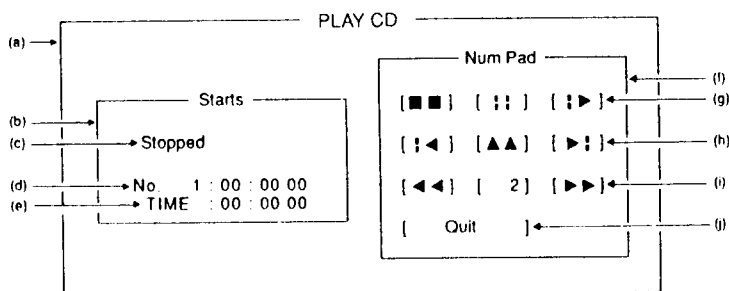 PLAY CD
(a)
Num Pad
(f)
[■ ■] [ ¦¦ ] [ ¦▶ ]
(g)
Starts
(b)
(c)
Stopped
[ ¦◀ ] [ ▲▲ ] [ ▶¦ ]
(h)
(d)
No. 1 : 00 : 00 00
[ ◀◀ ] [ 2] [ ▶▶ ]
(i)
(e)
TIME : 00 : 00 00
[ Quit ]
(j)